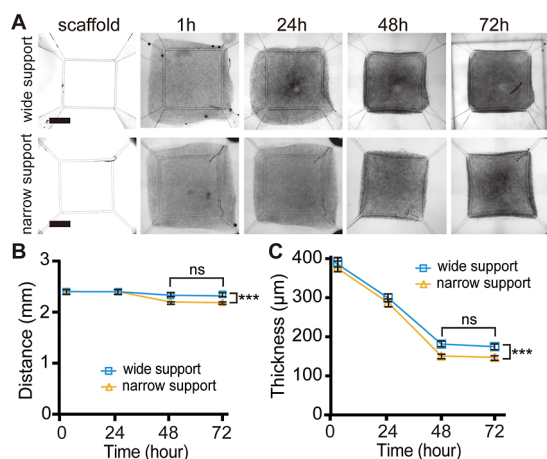 A
scaffold 1h 24h 48h 72h
wide support
narrow support
B
Distance (mm)
3
2
1
0
ns
***
wide support
narrow support
0 24 48 72
Time (hour)
C
Thickness (μm)
400
300
200
100
0
wide support
narrow support
ns
***
0 24 48 72
Time (hour)